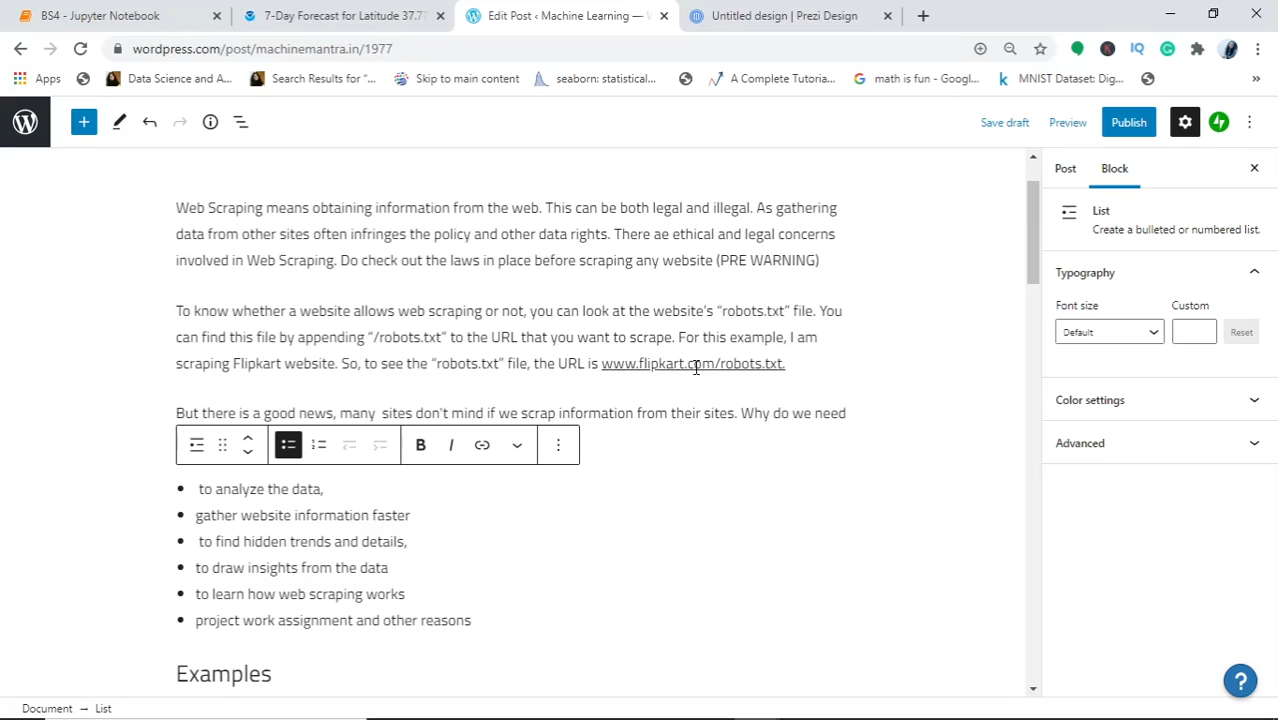 BS4 - Jupyter Notebook
7-Day Forecast for Latitude 37.7
Edit Post ‹ Machine Learning —
Untitled design | Prezi Design
wordpress.com/post/machinemantra.in/1977
Apps
Data Science and A...
Search Results for “...
Skip to main content
seaborn: statistical...
A Complete Tutoria...
math is fun - Googl...
MNIST Dataset: Dig...
Save draft
Preview
Publish
Post
Block
List
Create a bulleted or numbered list.
Typography
Font size
Custom
Default
Reset
Color settings
Advanced
Web Scraping means obtaining information from the web. This can be both legal and illegal. As gathering
data from other sites often infringes the policy and other data rights. There ae ethical and legal concerns
involved in Web Scraping. Do check out the laws in place before scraping any website (PRE WARNING)
To know whether a website allows web scraping or not, you can look at the website’s “robots.txt” file. You
can find this file by appending “/robots.txt” to the URL that you want to scrape. For this example, I am
scraping Flipkart website. So, to see the “robots.txt” file, the URL is www.flipkart.com/robots.txt.
But there is a good news, many  sites don't mind if we scrap information from their sites. Why do we need
B I
• to analyze the data,
• gather website information faster
• to find hidden trends and details,
• to draw insights from the data
• to learn how web scraping works
• project work assignment and other reasons
Examples
Document → List